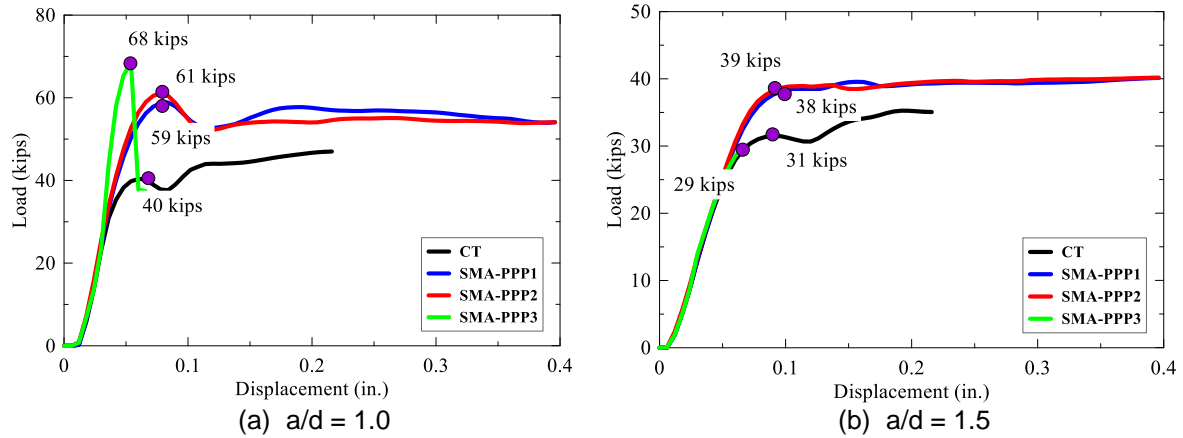 80
60
40
20
0
Load (kips)
68 kips
61 kips
59 kips
40 kips
CT
SMA-PPP1
SMA-PPP2
SMA-PPP3
0 0.1 0.2 0.3 0.4
Displacement (in.)
(a) a/d = 1.0
50
40
30
20
10
0
Load (kips)
39 kips
38 kips
31 kips
29 kips
CT
SMA-PPP1
SMA-PPP2
SMA-PPP3
0 0.1 0.2 0.3 0.4
Displacement (in.)
(b) a/d = 1.5